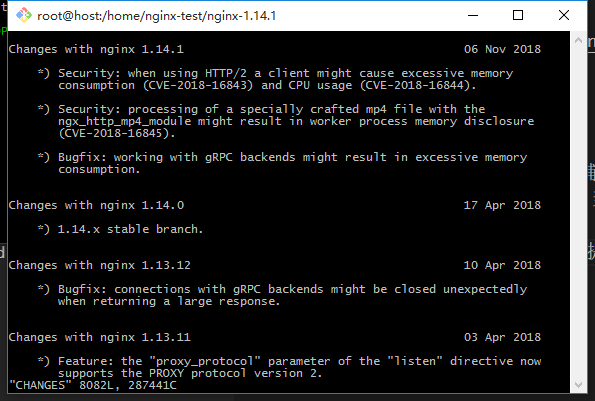 root@host:/home/nginx-test/nginx-1.14.1
Changes with nginx 1.14.1 06 Nov 2018
*) Security: when using HTTP/2 a client might cause excessive memory
consumption (CVE-2018-16843) and CPU usage (CVE-2018-16844).
*) Security: processing of a specially crafted mp4 file with the
ngx_http_mp4_module might result in worker process memory disclosure
(CVE-2018-16845).
*) Bugfix: working with gRPC backends might result in excessive memory
consumption.
Changes with nginx 1.14.0 17 Apr 2018
*) 1.14.x stable branch.
Changes with nginx 1.13.12 10 Apr 2018
*) Bugfix: connections with gRPC backends might be closed unexpectedly
when returning a large response.
Changes with nginx 1.13.11 03 Apr 2018
*) Feature: the "proxy_protocol" parameter of the "listen" directive now
supports the PROXY protocol version 2.
"CHANGES" 8082L, 287441C